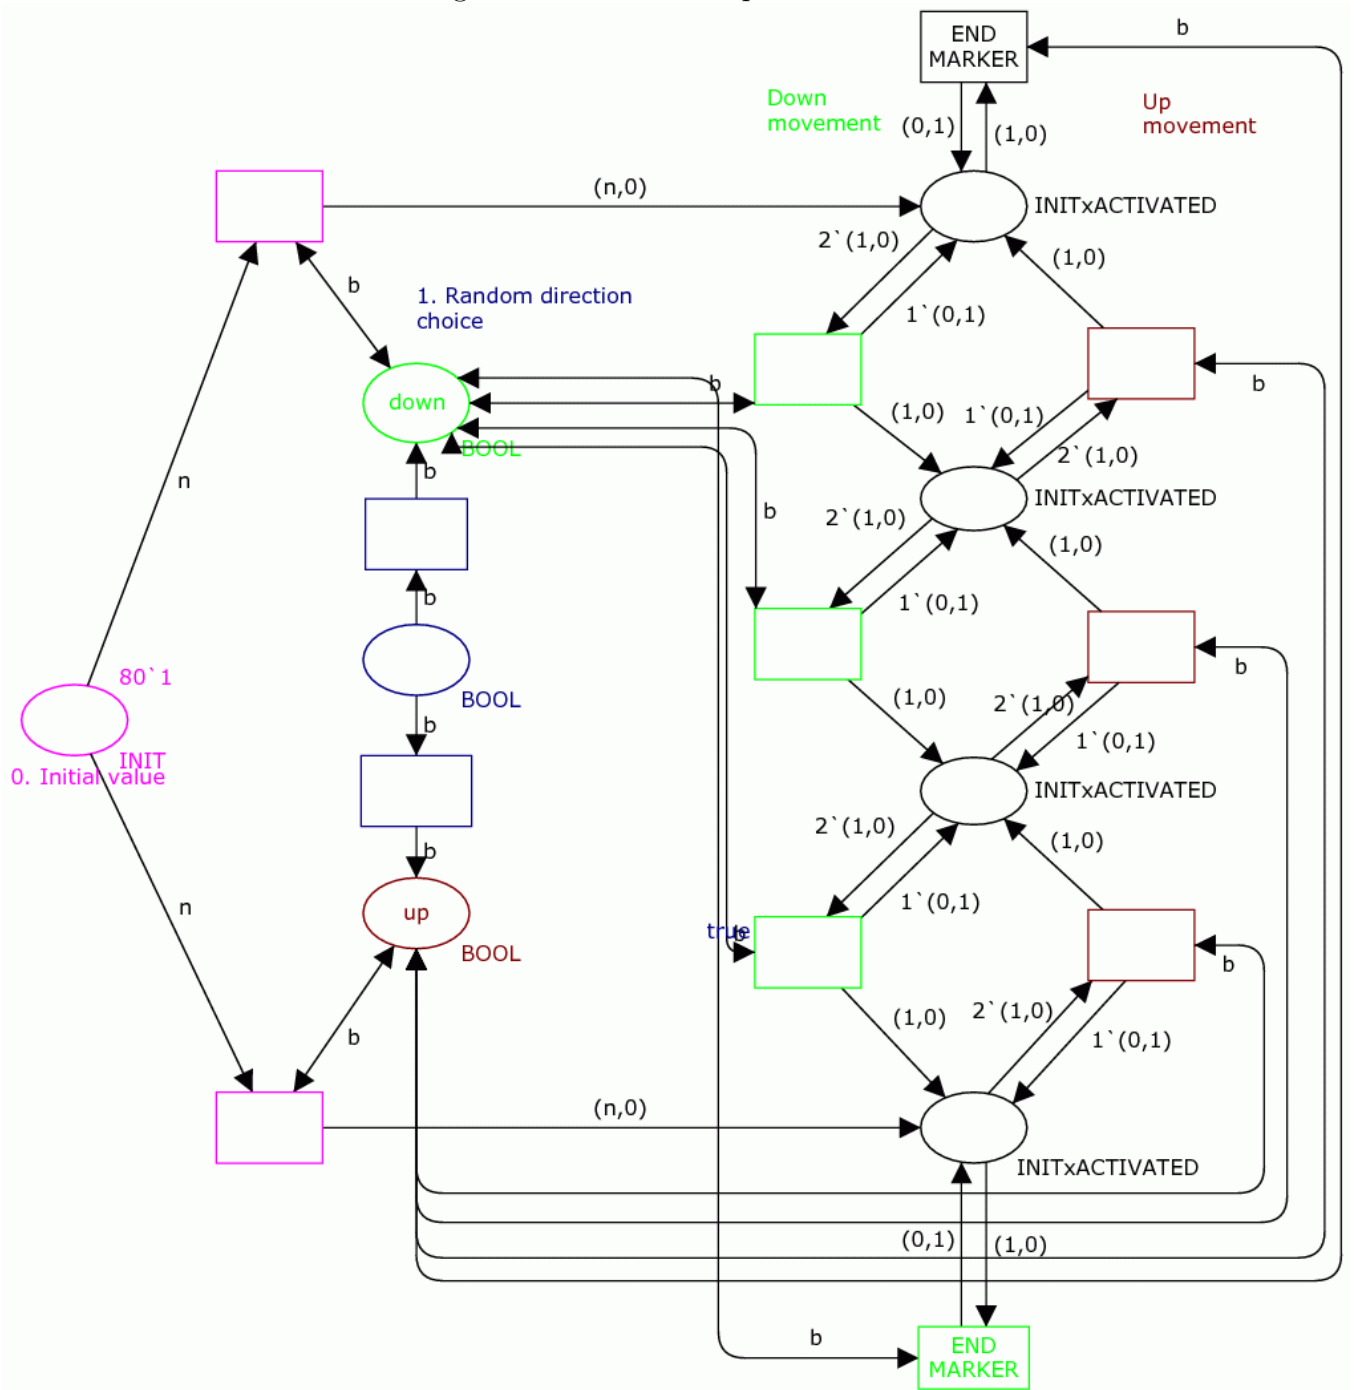 b
END
MARKER
Down
movement
Up
movement
(0,1)
(1,0)
(n,0)
INITxACTIVATED
2`(1,0)
(1,0)
b
1. Random direction
choice
1`(0,1)
b
b
down
(1,0)
1`(0,1)
BOOL
2`(1,0)
b
n
INITxACTIVATED
b
2`(1,0)
(1,0)
b
1`(0,1)
80`1
b
BOOL
(1,0)
2`(1,0)
b
1`(0,1)
INIT
0. Initial value
INITxACTIVATED
2`(1,0)
(1,0)
b
n
1`(0,1)
up
true
b
BOOL
b
(1,0)
2`(1,0)
b
1`(0,1)
(n,0)
INITxACTIVATED
(0,1)
(1,0)
b
END
MARKER